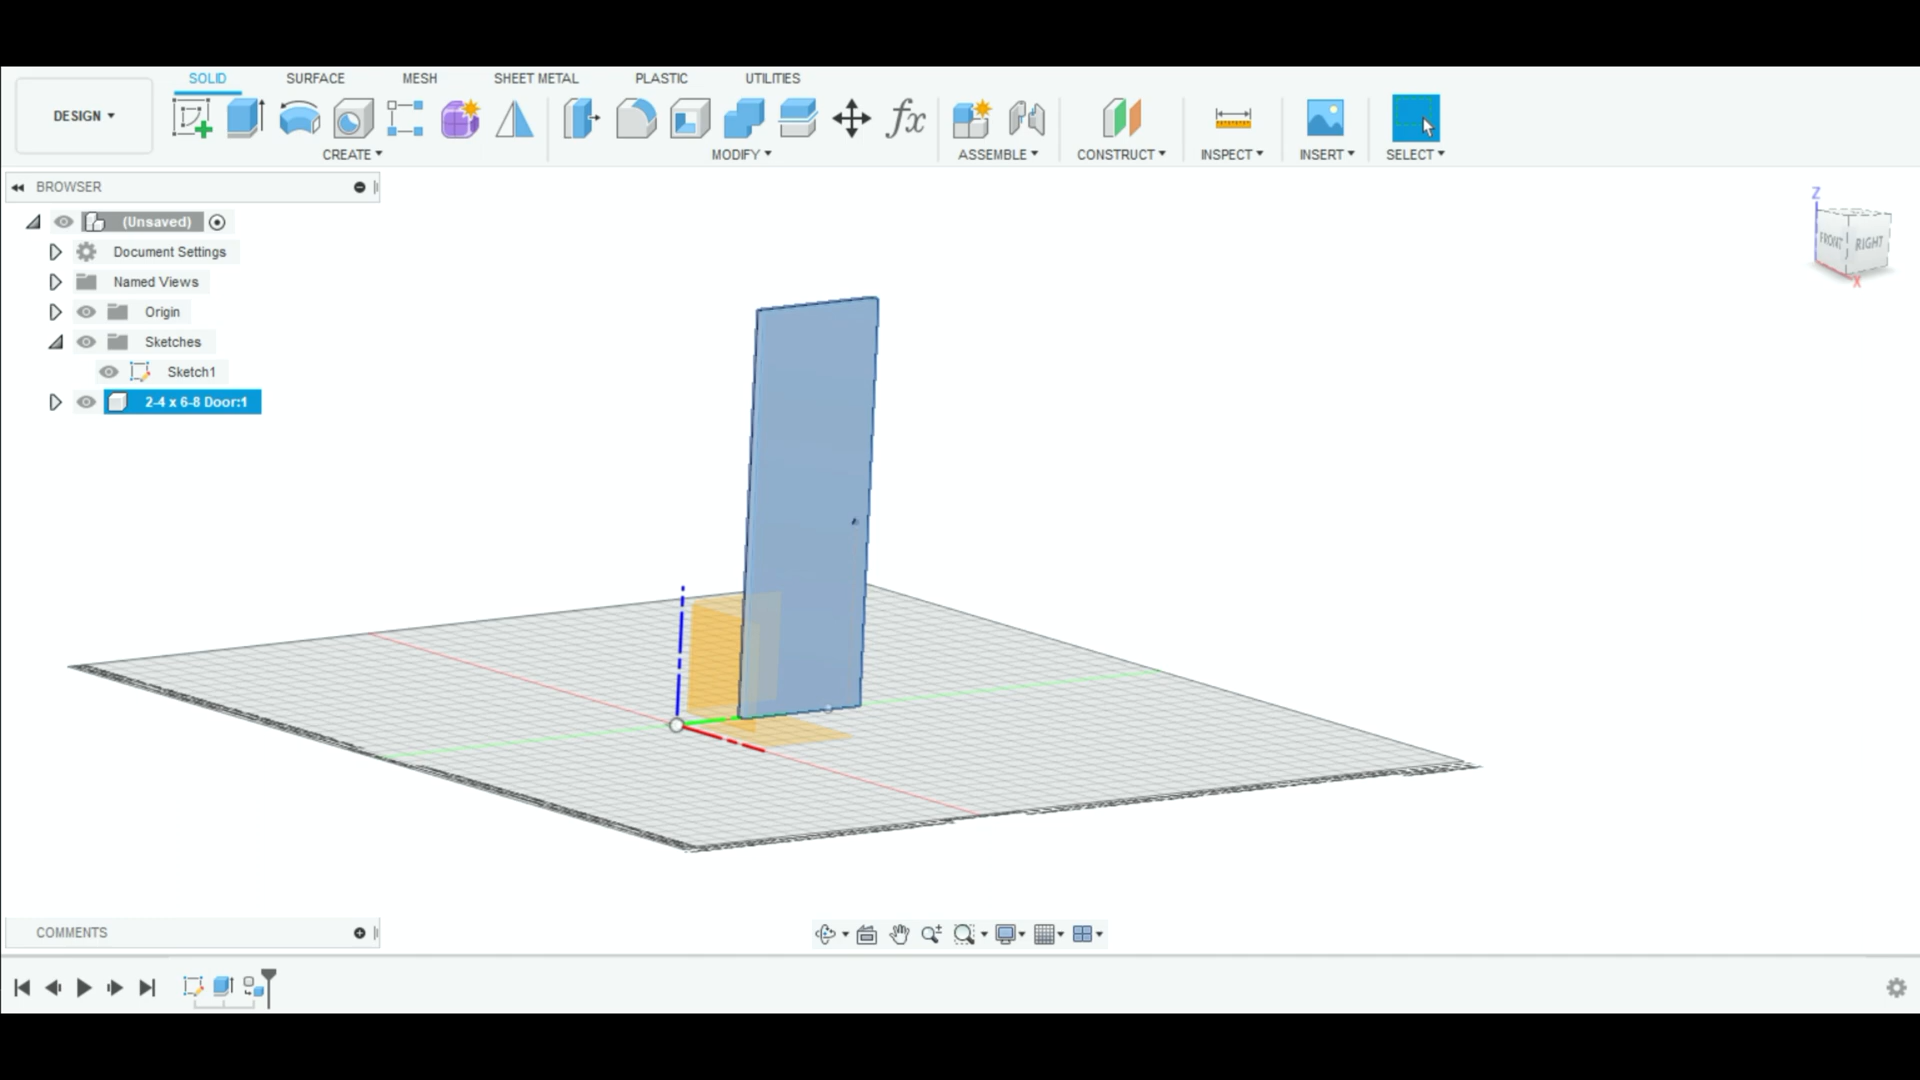 SOLID SURFACE MESH SHEET METAL PLASTIC UTILITIES
DESIGN
fx
CREATE MODIFY ASSEMBLE CONSTRUCT INSPECT INSERT SELECT
BROWSER
(Unsaved)
Document Settings
Named Views
Origin
Sketches
Sketch1
2-4 x 6-8 Door:1
Z
FRONT RIGHT
X
COMMENTS